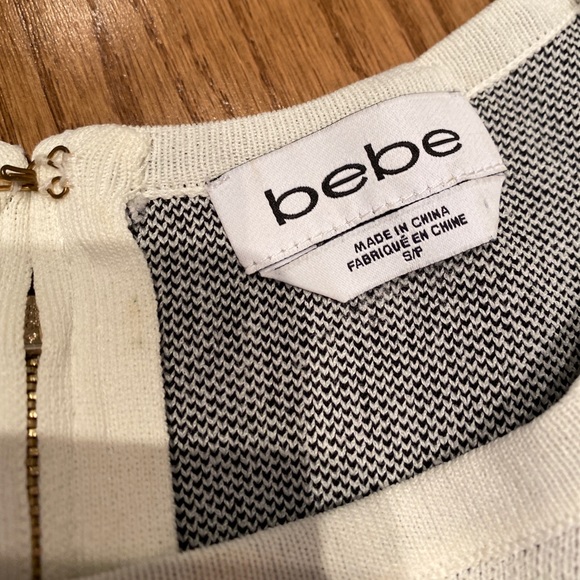 bebe
MADE IN CHINA
FABRIQUÉ EN CHINE
S/P